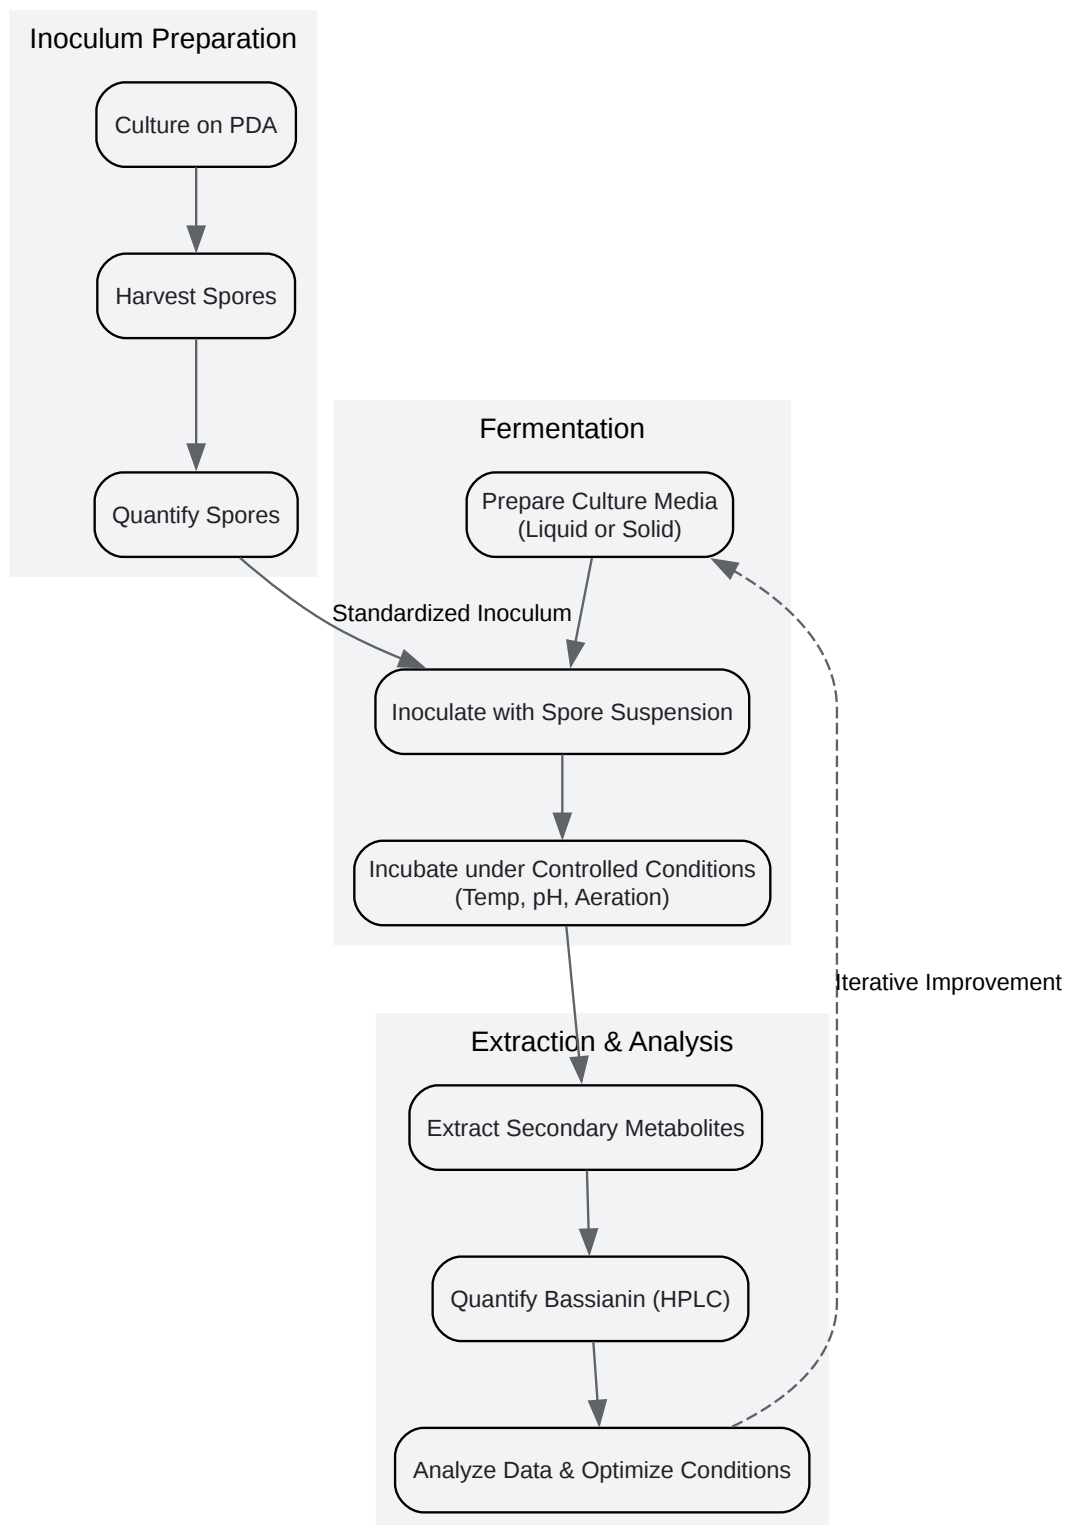 Inoculum Preparation
Culture on PDA
Harvest Spores
Quantify Spores
Fermentation
Prepare Culture Media
(Liquid or Solid)
Standardized Inoculum
Inoculate with Spore Suspension
Incubate under Controlled Conditions
(Temp, pH, Aeration)
Iterative Improvement
Extraction & Analysis
Extract Secondary Metabolites
Quantify Bassianin (HPLC)
Analyze Data & Optimize Conditions